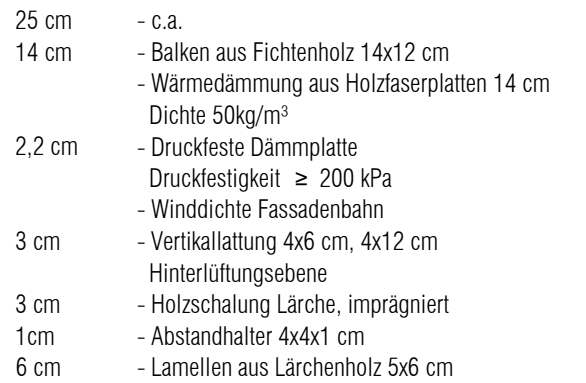 25 cm - c.a.
14 cm - Balken aus Fichtenholz 14x12 cm
- Wärmedämmung aus Holzfaserplatten 14 cm
Dichte 50kg/m³
2,2 cm - Druckfeste Dämmplatte
Druckfestigkeit ≥ 200 kPa
- Winddichte Fassadenbahn
3 cm - Vertikallattung 4x6 cm, 4x12 cm
Hinterlüftungsebene
3 cm - Holzschalung Lärche, imprägniert
1cm - Abstandhalter 4x4x1 cm
6 cm - Lamellen aus Lärchenholz 5x6 cm